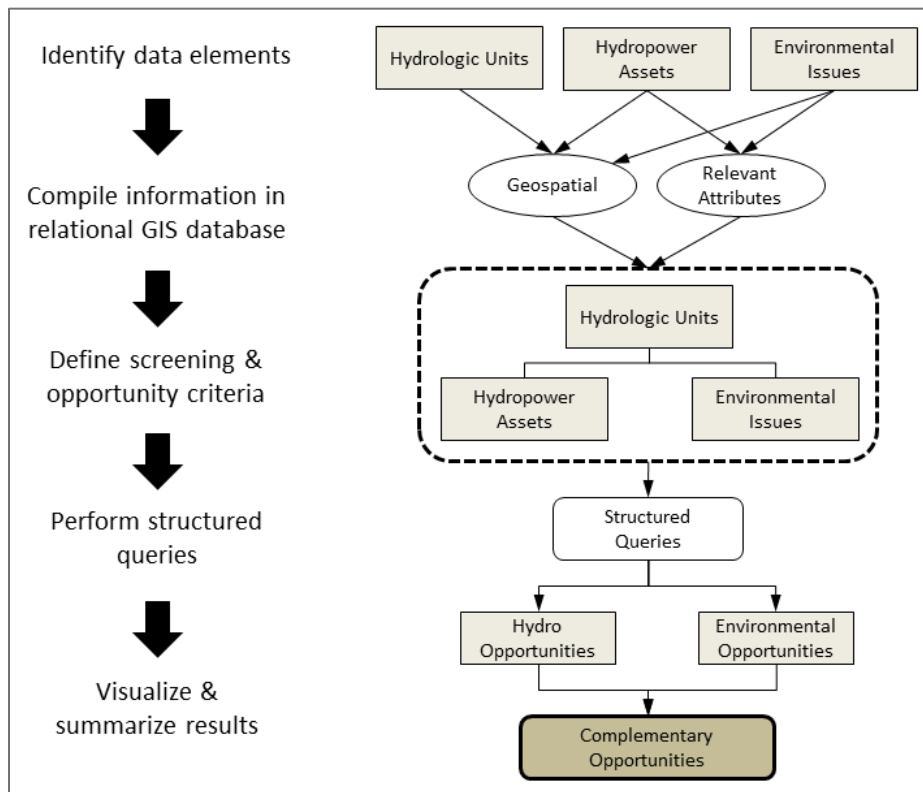 Identify data elements
Compile information in
relational GIS database
Define screening &
opportunity criteria
Perform structured
queries
Visualize &
summarize results
Hydrologic Units
Hydropower
Assets
Environmental
Issues
Geospatial
Relevant
Attributes
Hydrologic Units
Hydropower
Assets
Environmental
Issues
Structured
Queries
Hydro
Opportunities
Environmental
Opportunities
Complementary
Opportunities